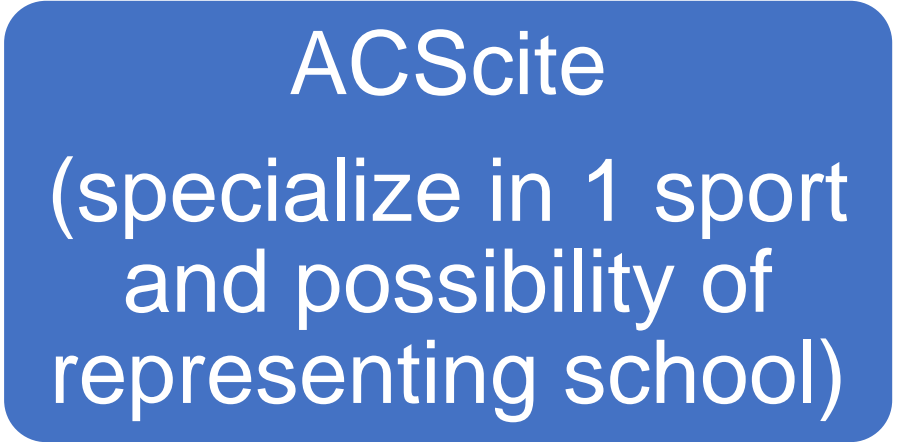 ACScite
(specialize in 1 sport
and possibility of
representing school)